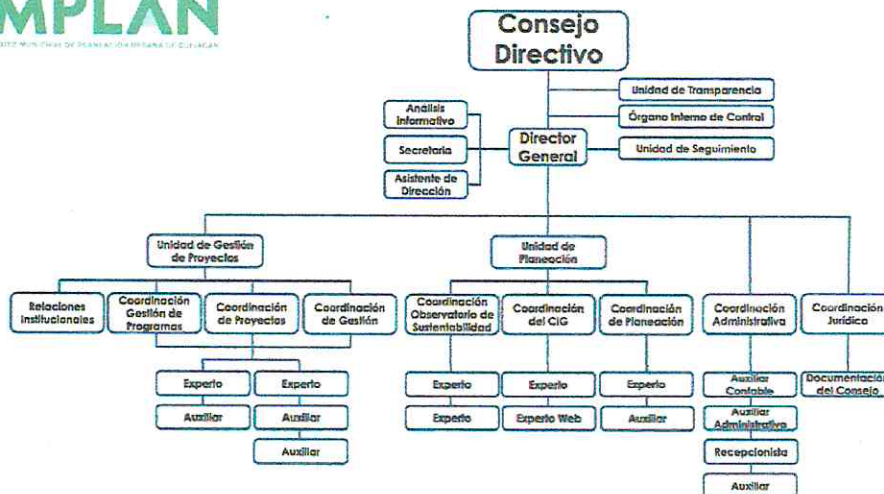 MPLAN
Consejo
Directivo
Unidad de Transparencia
Órgano Interno de Control
Análisis
Informativo
Secretaria
Asistente de
Dirección
Director
General
Unidad de Seguimiento
Unidad de Gestión
de Proyectos
Unidad de
Planeación
Relaciones
Institucionales
Coordinación
Gestión de
Programas
Coordinación
de Proyectos
Coordinación
de Gestión
Coordinación
Observatorio de
Sustentabilidad
Coordinación
del CIG
Coordinación
de Planeación
Coordinación
Administrativa
Coordinación
Jurídica
Experto
Experto
Experto
Experto
Experto
Auxiliar
Contable
Documentación
del Consejo
Auxiliar
Auxiliar
Experto
Experto Web
Auxiliar
Auxiliar
Administrativo
Auxiliar
Recepcionista
Auxiliar